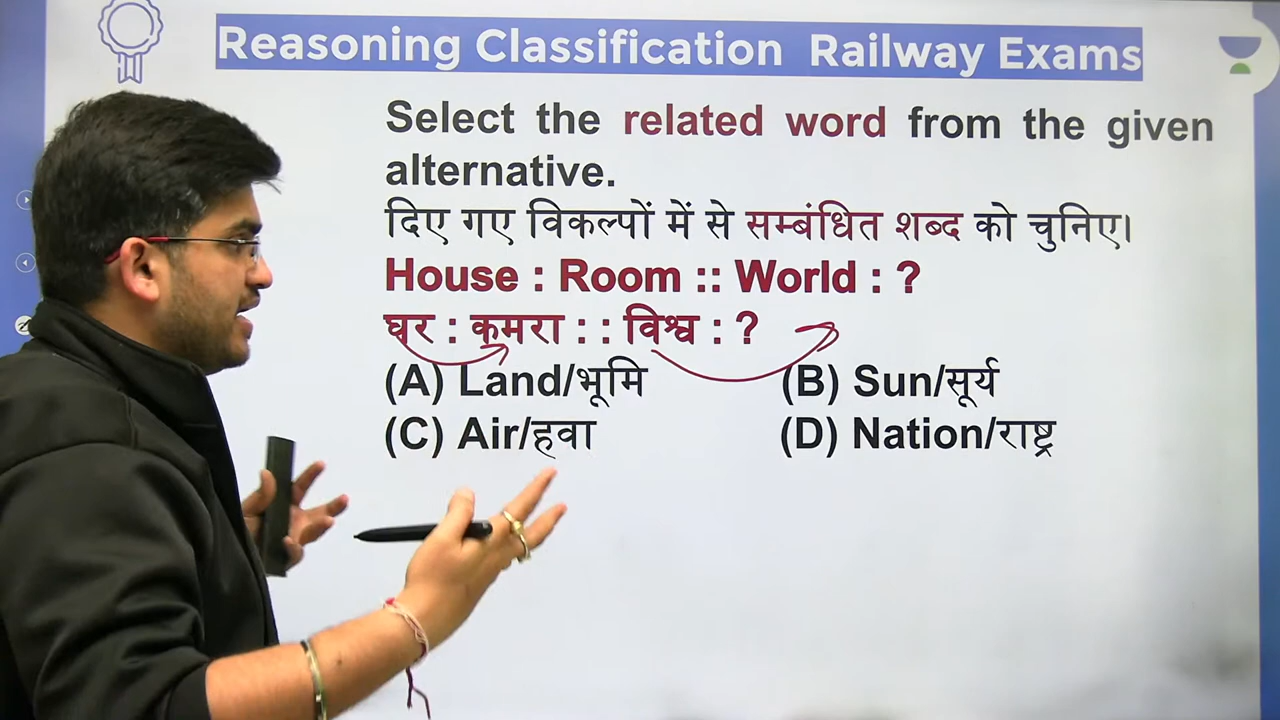 Reasoning Classification Railway Exams
Select the related word from the given
alternative.
दिए गए विकल्पों में से सम्बंधित शब्द को चुनिए।
House : Room :: World : ?
घर : कमरा : : विश्व : ?
(A) Land/भूमि (B) Sun/सूर्य
(C) Air/हवा (D) Nation/राष्ट्र